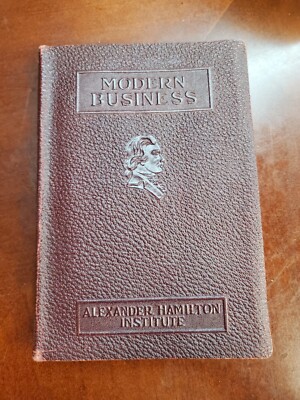 MODERN
BUSINESS
ALEXANDER HAMILTON
INSTITUTE